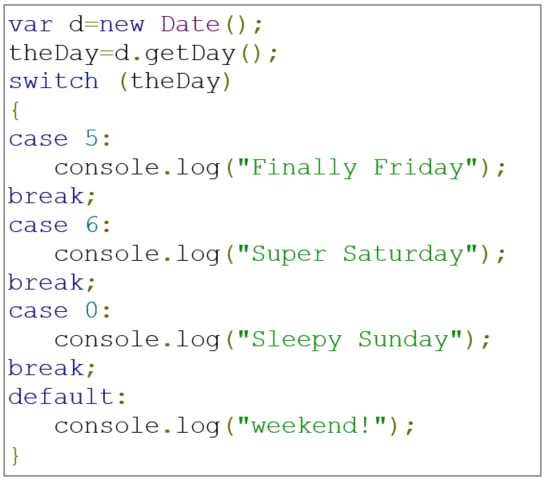 var d=new Date();
theDay=d.getDay();
switch (theDay)
{
case 5:
   console.log("Finally Friday");
break;
case 6:
   console.log("Super Saturday");
break;
case 0:
   console.log("Sleepy Sunday");
break;
default:
   console.log("weekend!");
}